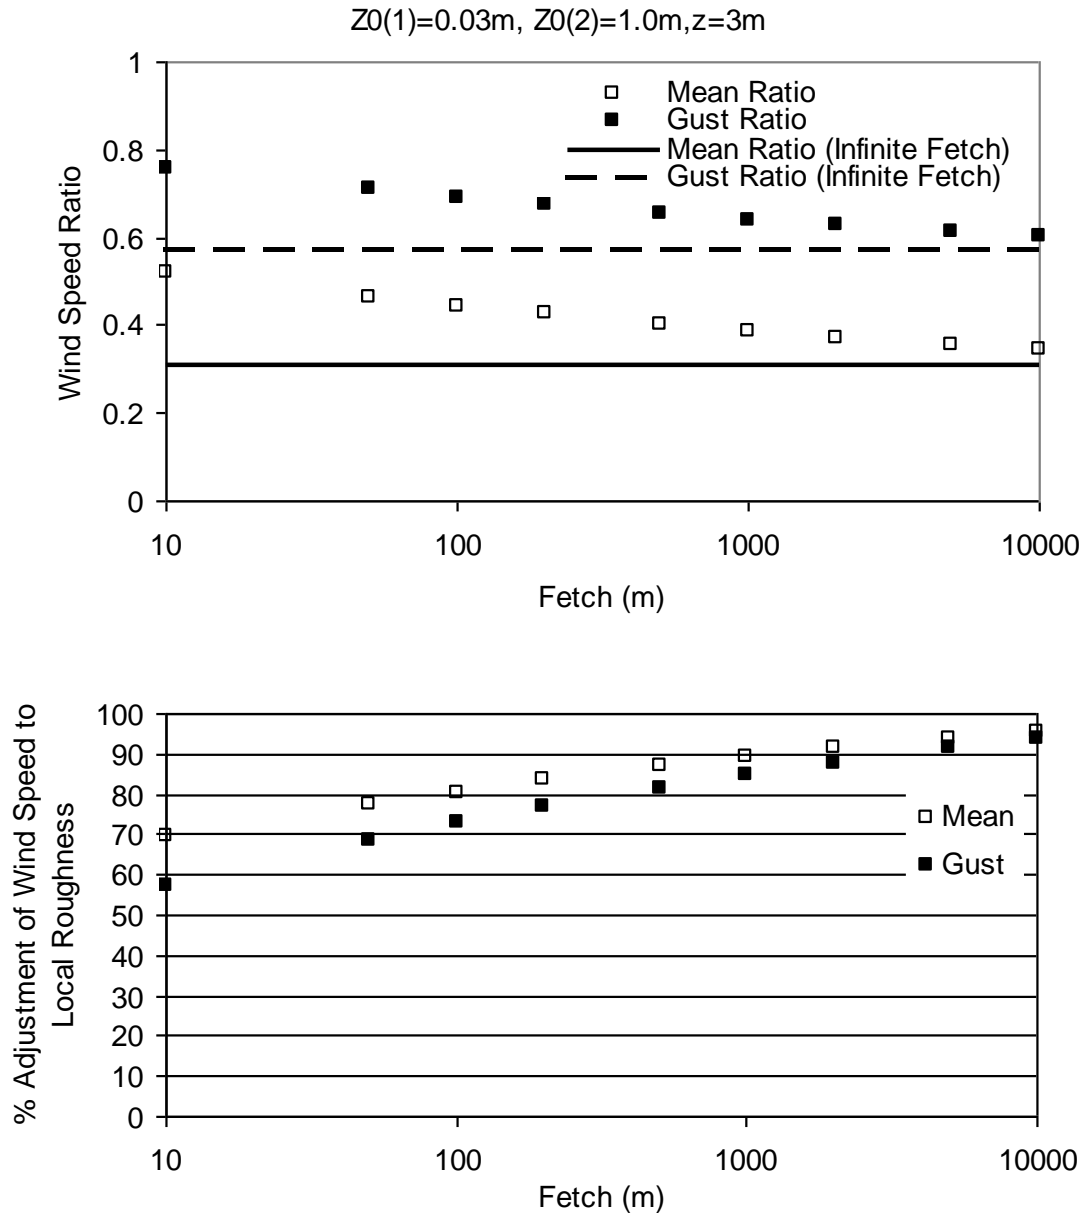 Z0(1)=0.03m, Z0(2)=1.0m,z=3m
Wind Speed Ratio
1
0.8
0.6
0.4
0.2
0
Mean Ratio
Gust Ratio
Mean Ratio (Infinite Fetch)
Gust Ratio (Infinite Fetch)
10 100 1000 10000
Fetch (m)
% Adjustment of Wind Speed to
Local Roughness
100
90
80
70
60
50
40
30
20
10
0
Mean
Gust
10 100 1000 10000
Fetch (m)